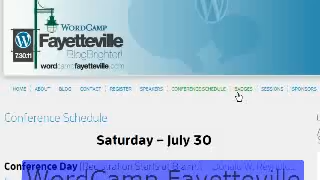 WordCamp
Fayetteville
7.30.11
BlogBrighter!
wordcampfayetteville.com
HOME ABOUT BLOG CONTACT REGISTER SPEAKERS CONFERENCE SCHEDULE BADGES SESSIONS SPONSORS
Conference Schedule
Saturday – July 30
Conference Day
WordCamp Fayetteville